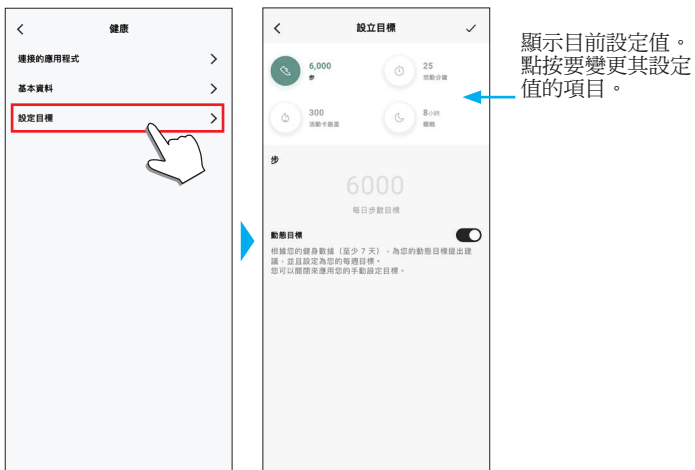 健康
連接的應用程式
基本資料
設定目標
設立目標
6,000
步
25
活動分鐘
300
活動卡路里
8小時
睡眠
步
6000
每日步數目標
動態目標
根據您的健身數據（至少 7 天），為您的動態目標提出建
議，並且設定為您的每週目標。
您可以關閉來應用您的手動設定目標。
顯示目前設定值。
點按要變更其設定
值的項目。